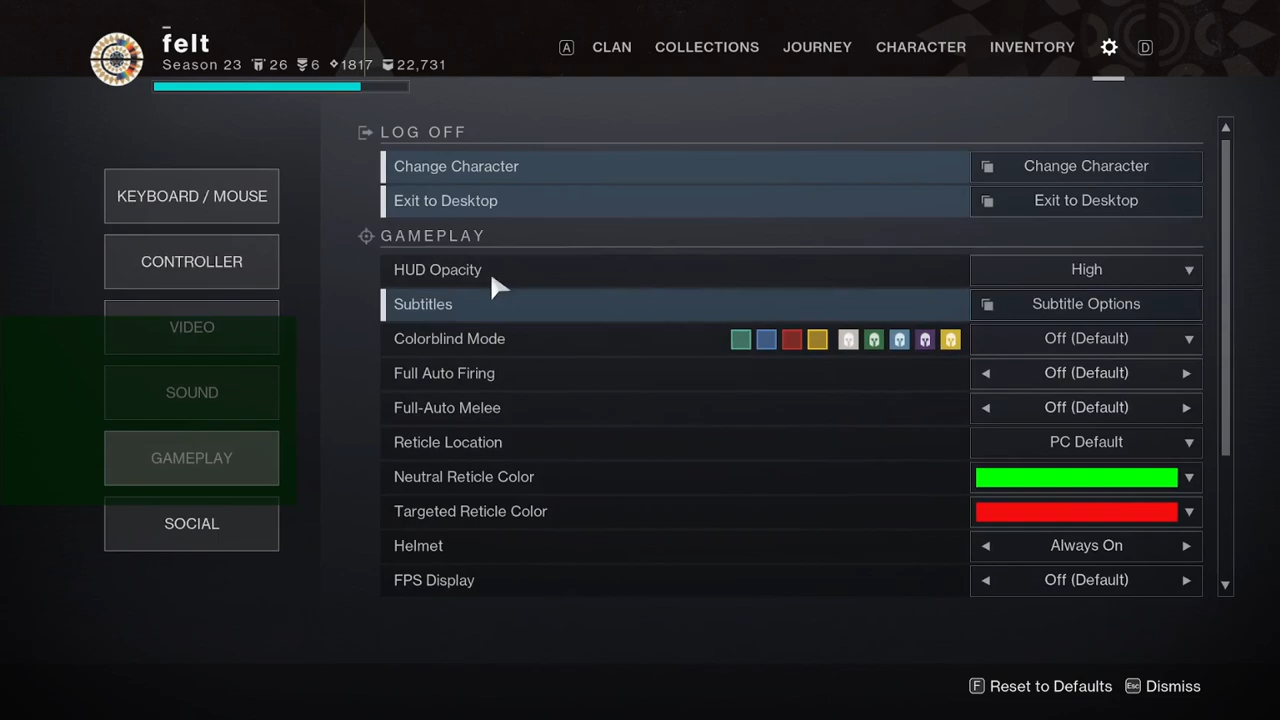 felt
Season 23 26 6 1817 22,731
A CLAN COLLECTIONS JOURNEY CHARACTER INVENTORY D
KEYBOARD / MOUSE
CONTROLLER
VIDEO
SOUND
GAMEPLAY
SOCIAL
LOG OFF
Change Character Change Character
Exit to Desktop Exit to Desktop
GAMEPLAY
HUD Opacity High
Subtitles Subtitle Options
Colorblind Mode Off (Default)
Full Auto Firing Off (Default)
Full-Auto Melee Off (Default)
Reticle Location PC Default
Neutral Reticle Color
Targeted Reticle Color
Helmet Always On
FPS Display Off (Default)
F Reset to Defaults Esc Dismiss